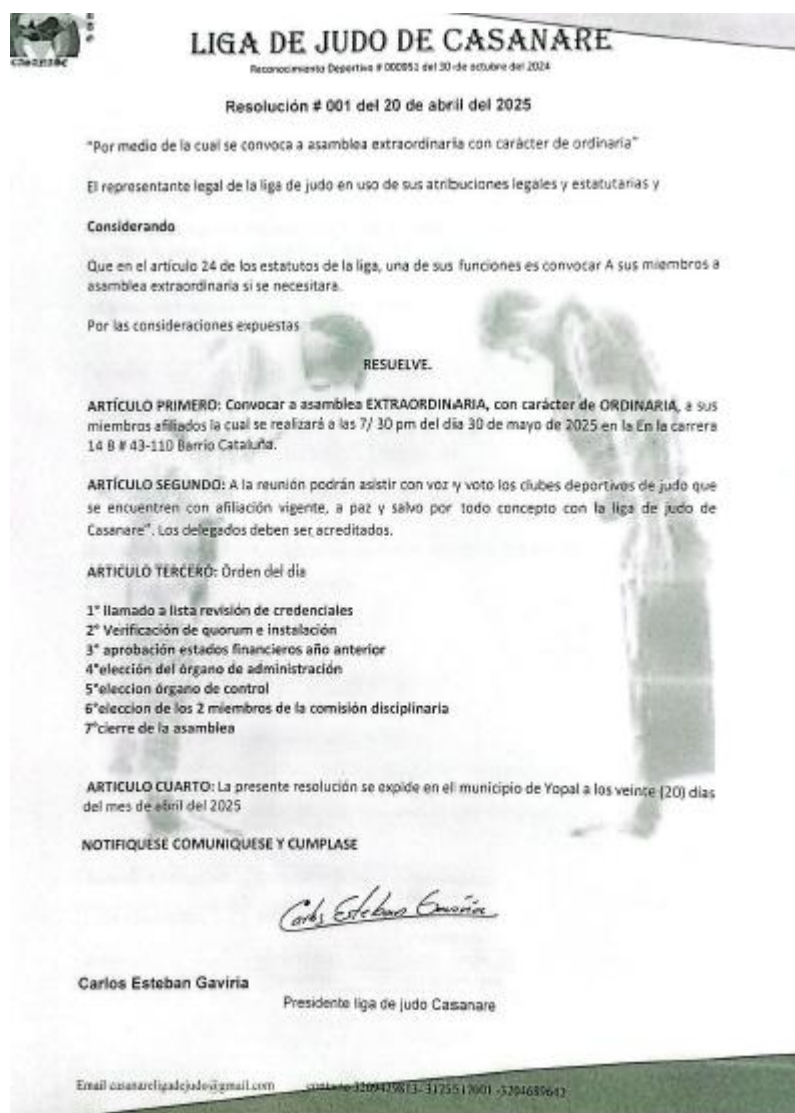 CASANARE
LIGA DE JUDO DE CASANARE
Reconocimiento Deportivo # 000952 del 30 de octubre del 2024
Resolución # 001 del 20 de abril del 2025
“Por medio de la cual se convoca a asamblea extraordinaria con carácter de ordinaria”
El representante legal de la liga de judo en uso de sus atribuciones legales y estatutarias y
Considerando
Que en el artículo 24 de los estatutos de la liga, una de sus funciones es convocar A sus miembros a
asamblea extraordinaria si se necesitara.
Por las consideraciones expuestas
RESUELVE.
ARTÍCULO PRIMERO: Convocar a asamblea EXTRAORDINARIA, con carácter de ORDINARIA, a sus
miembros afiliados la cual se realizará a las 7/ 30 pm del día 30 de mayo de 2025 en la En la carrera
14 B # 43-110 Barrio Cataluña.
ARTÍCULO SEGUNDO: A la reunión podrán asistir con voz y voto los clubes deportivos de judo que
se encuentren con afiliación vigente, a paz y salvo por todo concepto con la liga de judo de
Casanare”. Los delegados deben ser acreditados.
ARTICULO TERCERO: Orden del día
1° llamado a lista revisión de credenciales
2° Verificación de quorum e instalación
3° aprobación estados financieros año anterior
4°elección del órgano de administración
5°eleccion órgano de control
6°eleccion de los 2 miembros de la comisión disciplinaria
7°cierre de la asamblea
ARTICULO CUARTO: La presente resolución se expide en el municipio de Yopal a los veinte (20) días
del mes de abril del 2025
NOTIFIQUESE COMUNIQUESE Y CUMPLASE
Carlos Esteban Gaviria
Carlos Esteban Gaviria
Presidente liga de judo Casanare
Email casanareligadejudo@gmail.com contacto 3209429813- 3125512001 -3204689642